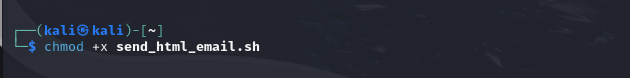 ┌──(kali㉿kali)-[~]
└─$ chmod +x send_html_email.sh